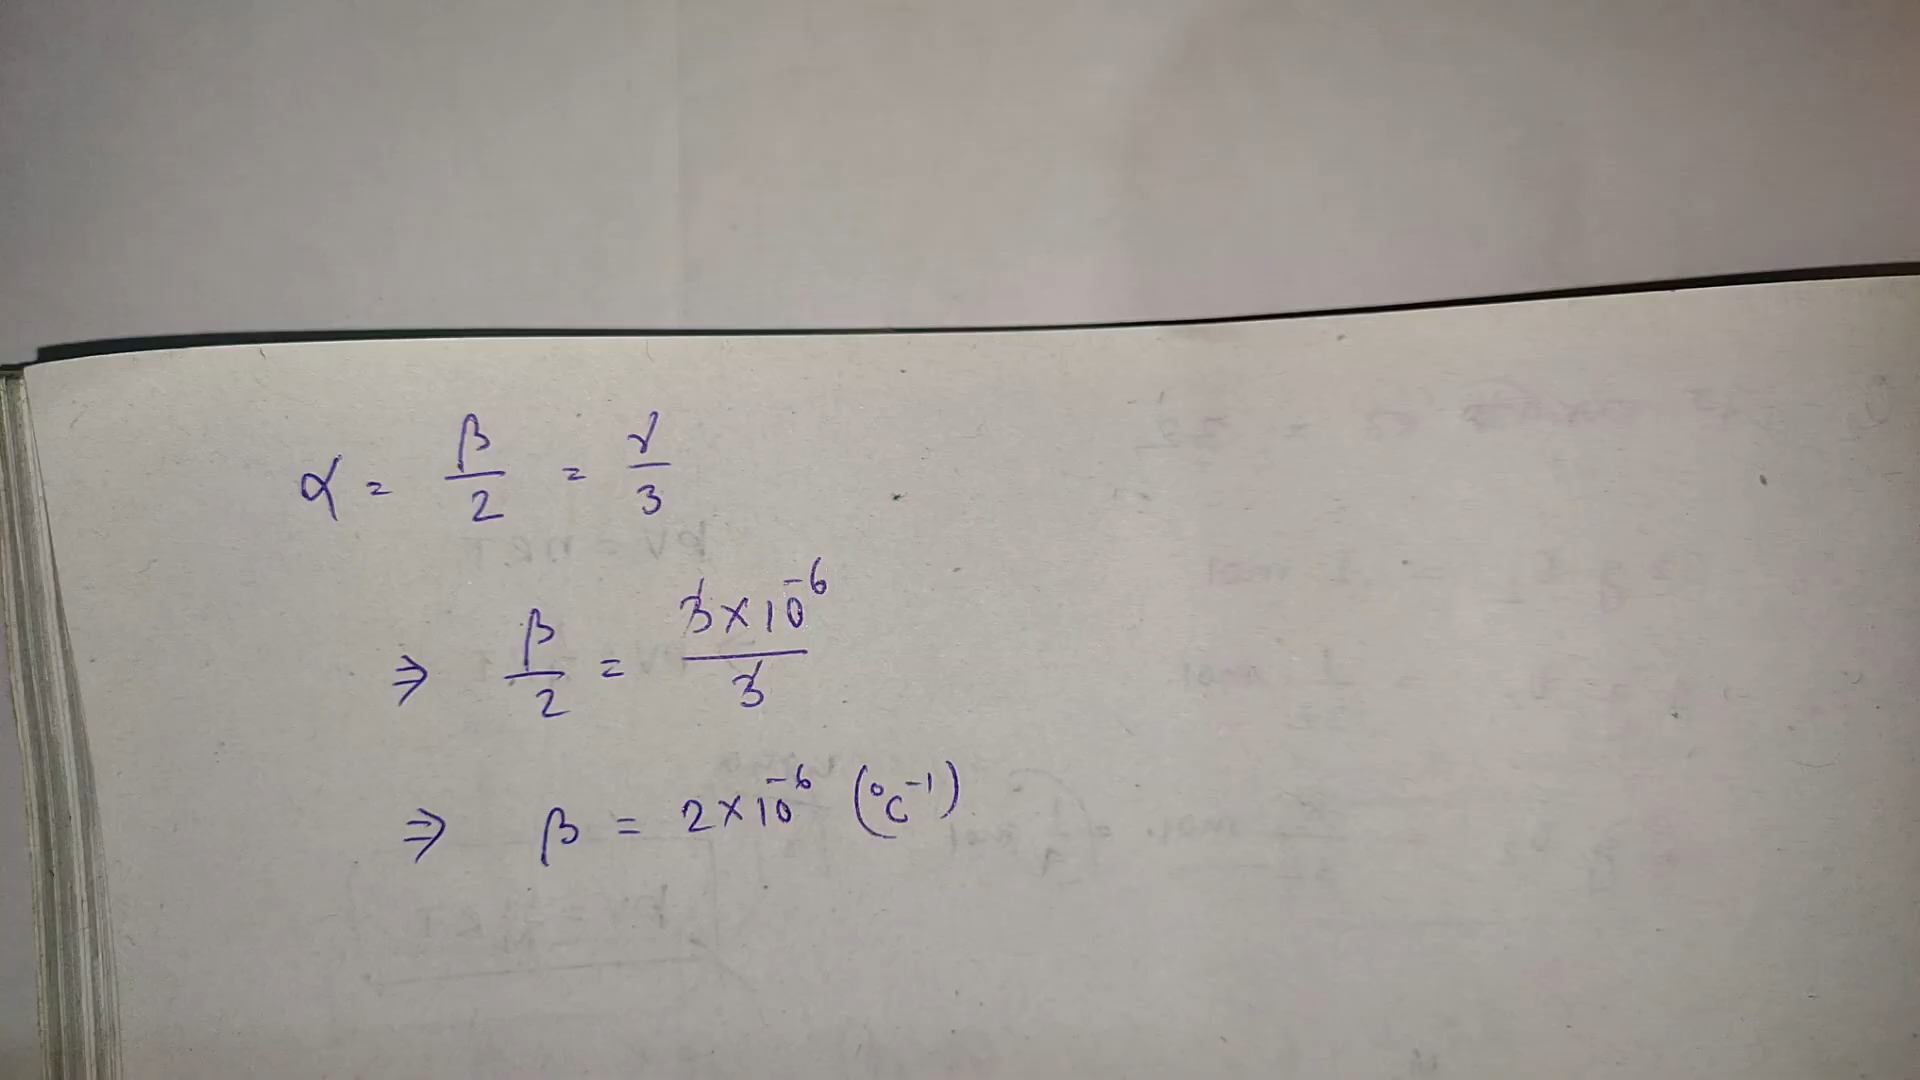 α = β/2 = γ/3
⇒ β/2 = 3×10⁻⁶/3
⇒ β = 2×10⁻⁶ (°C⁻¹)